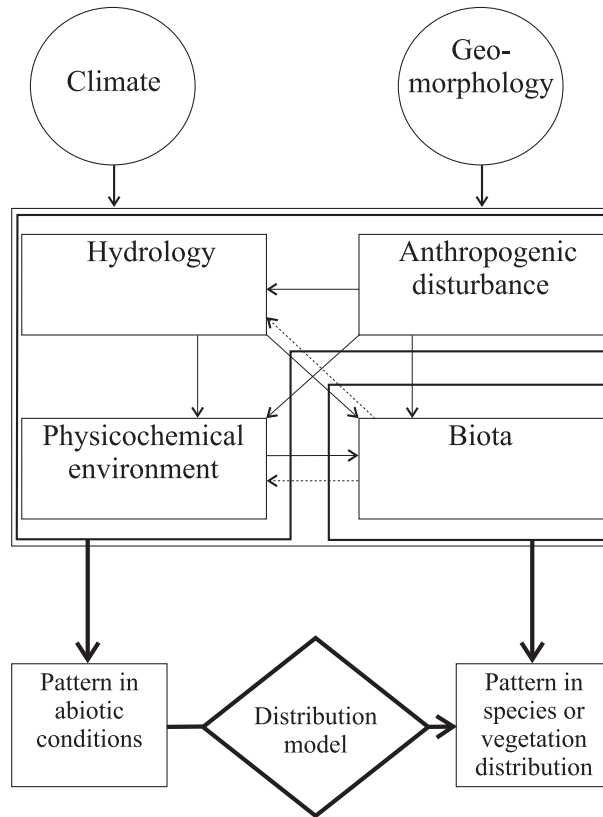 Climate
Geo-
morphology
Hydrology
Anthropogenic
disturbance
Physicochemical
environment
Biota
Pattern in
abiotic
conditions
Distribution
model
Pattern in
species or
vegetation
distribution